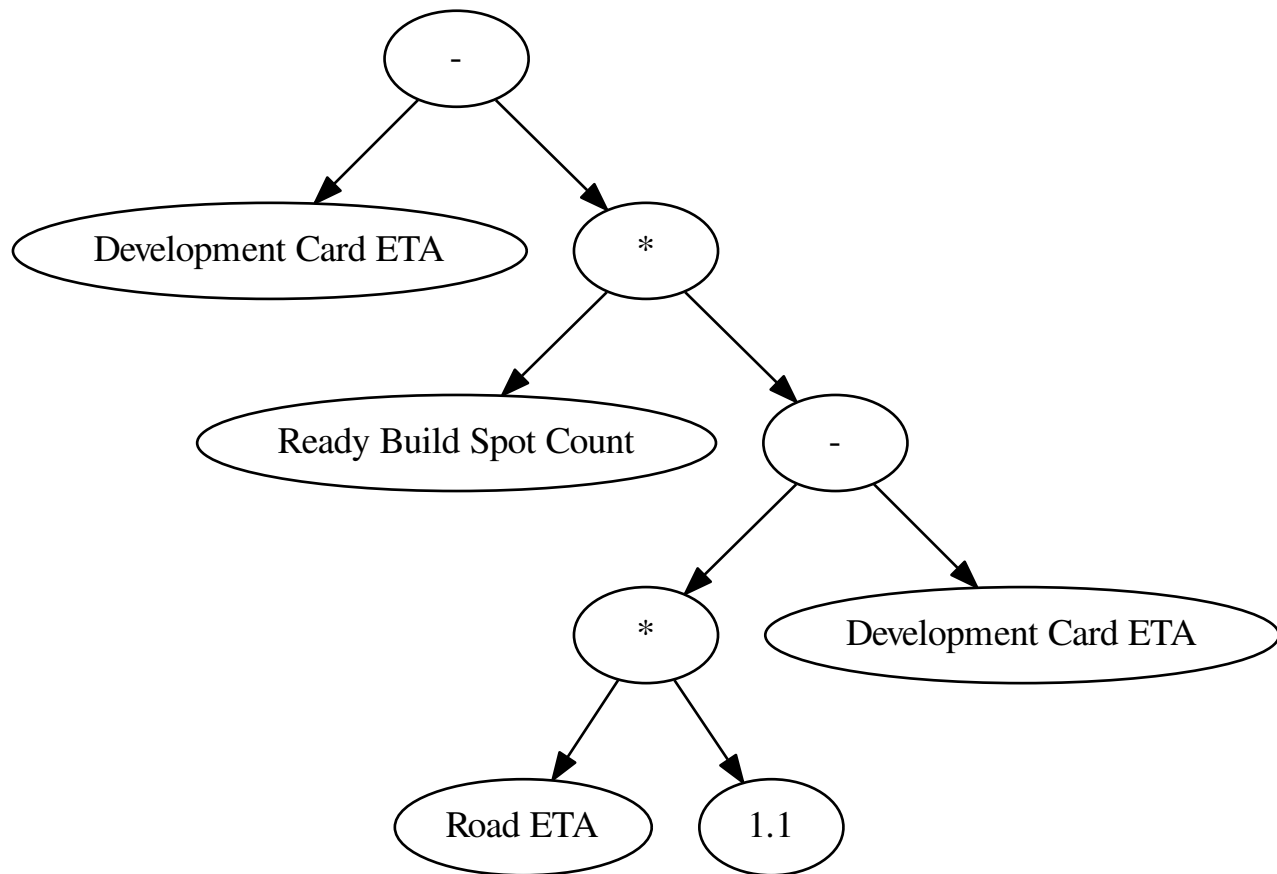 -
Development Card ETA
*
Ready Build Spot Count
-
*
Development Card ETA
Road ETA
1.1